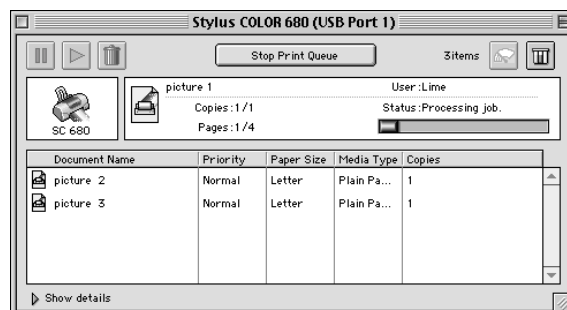 Stylus COLOR 680 (USB Port 1)
Stop Print Queue
3items
SC 680
picture 1
User:Lime
Copies:1/1
Status:Processing job.
Pages:1/4
Document Name Priority Paper Size Media Type Copies
picture 2 Normal Letter Plain Pa... 1
picture 3 Normal Letter Plain Pa... 1
Show details